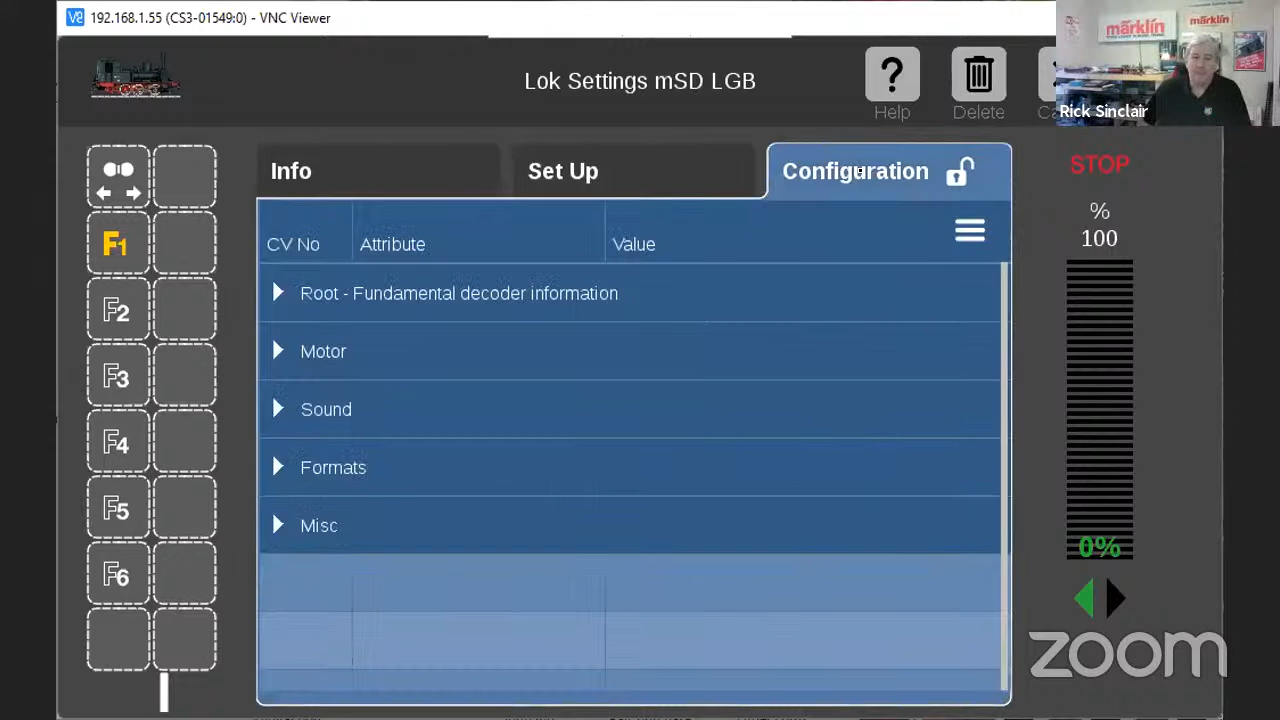 192.168.1.55 (CS3-01549:0) - VNC Viewer
märklin
märklin
Lok Settings mSD LGB
?
Help
Delete
Rick Sinclair
Info
Set Up
Configuration
STOP
%
100
CV No
Attribute
Value
F1
Root - Fundamental decoder information
F2
Motor
F3
Sound
F4
Formats
F5
Misc
F6
0%
zoom